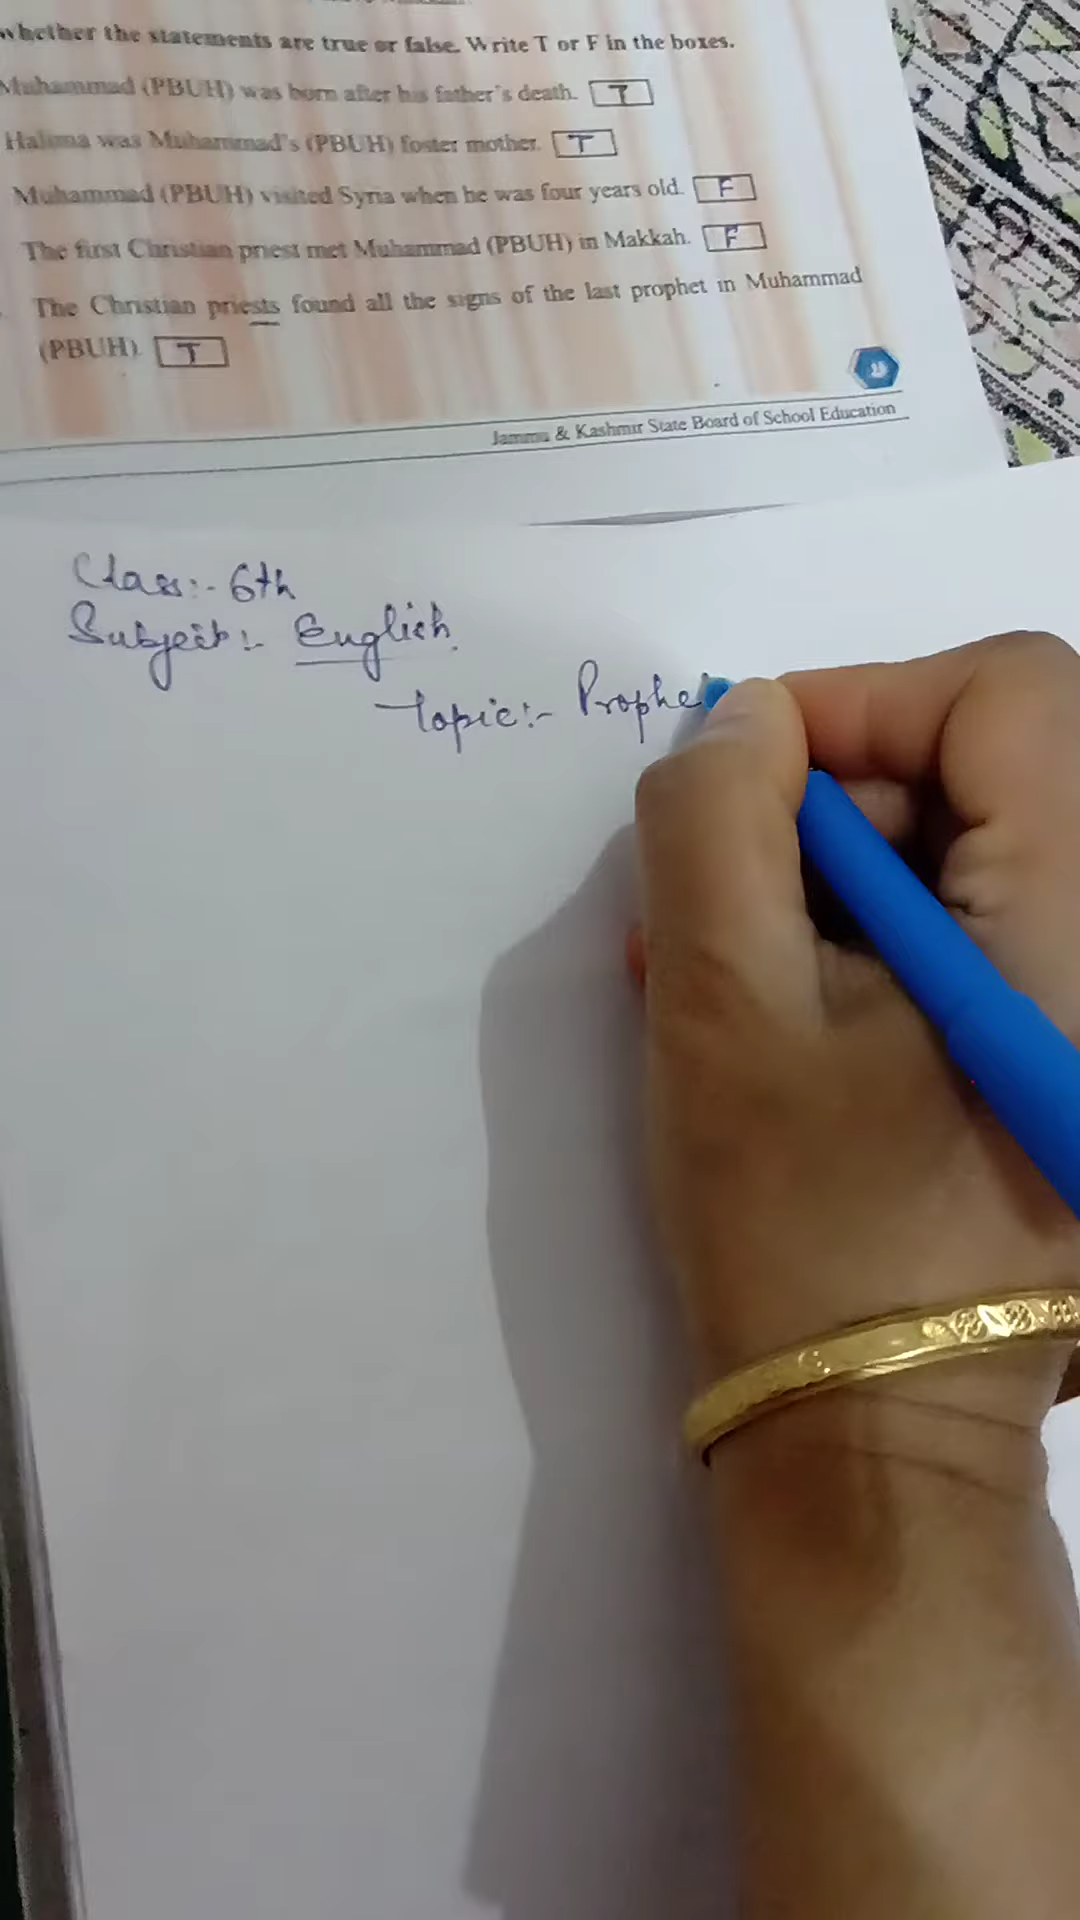 whether the statements are true or false. Write T or F in the boxes.
Muhammad (PBUH) was born after his father's death. T
Halima was Muhammad's (PBUH) foster mother. T
Muhammad (PBUH) visited Syria when he was four years old. F
The first Christian priest met Muhammad (PBUH) in Makkah. F
The Christian priests found all the signs of the last prophet in Muhammad
(PBUH). T
Jammu & Kashmir State Board of School Education
Class:- 6th
Subject:- English
Topic:- Prophe